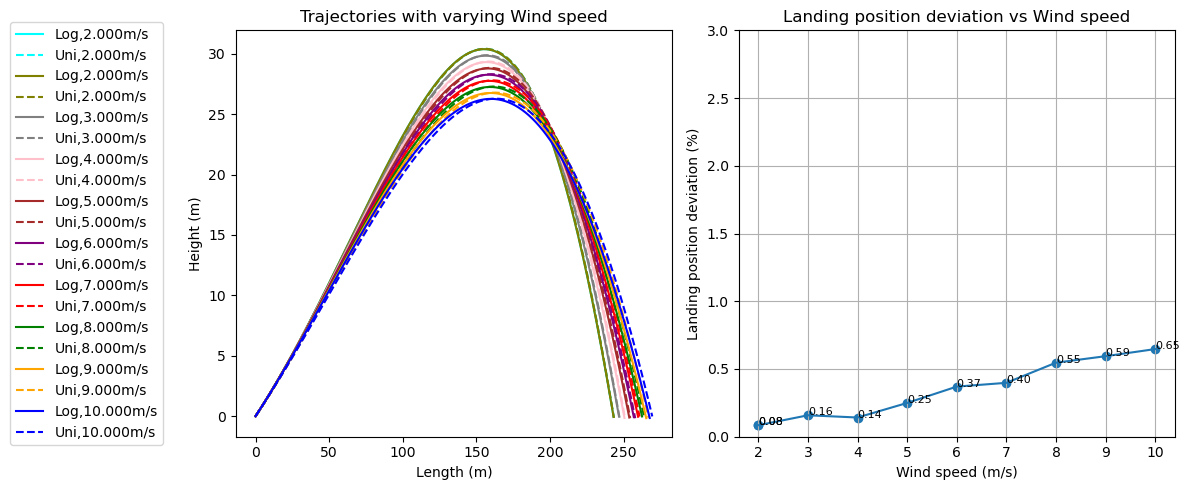 Log,2.000m/s
Uni,2.000m/s
Log,2.000m/s
Uni,2.000m/s
Log,3.000m/s
Uni,3.000m/s
Log,4.000m/s
Uni,4.000m/s
Log,5.000m/s
Uni,5.000m/s
Log,6.000m/s
Uni,6.000m/s
Log,7.000m/s
Uni,7.000m/s
Log,8.000m/s
Uni,8.000m/s
Log,9.000m/s
Uni,9.000m/s
Log,10.000m/s
Uni,10.000m/s
Trajectories with varying Wind speed
Height (m)
30
25
20
15
10
5
0
0 50 100 150 200 250
Length (m)
Landing position deviation vs Wind speed
Landing position deviation (%)
3.0
2.5
2.0
1.5
1.0
0.5
0.0
0.08 0.16 0.14 0.25 0.37 0.40 0.55 0.59 0.65
2 3 4 5 6 7 8 9 10
Wind speed (m/s)